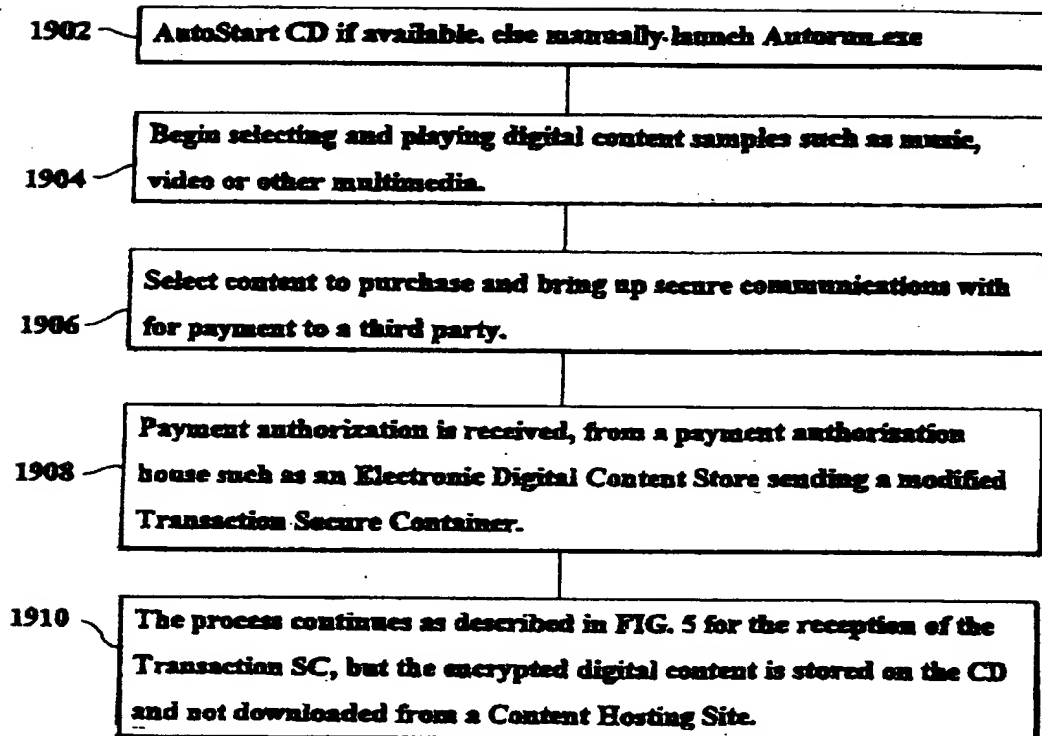 1902 AutoStart CD if available. else manually launch Autorun.exe
Begin selecting and playing digital content samples such as music,
1904 video or other multimedia.
Select content to purchase and bring up secure communications with
1906 for payment to a third party.
Payment authorization is received, from a payment authorization
1908 house such as an Electronic Digital Content Store sending a modified
Transaction Secure Container.
1910 The process continues as described in FIG. 5 for the reception of the
Transaction SC, but the encrypted digital content is stored on the CD
and not downloaded from a Content Hosting Site.